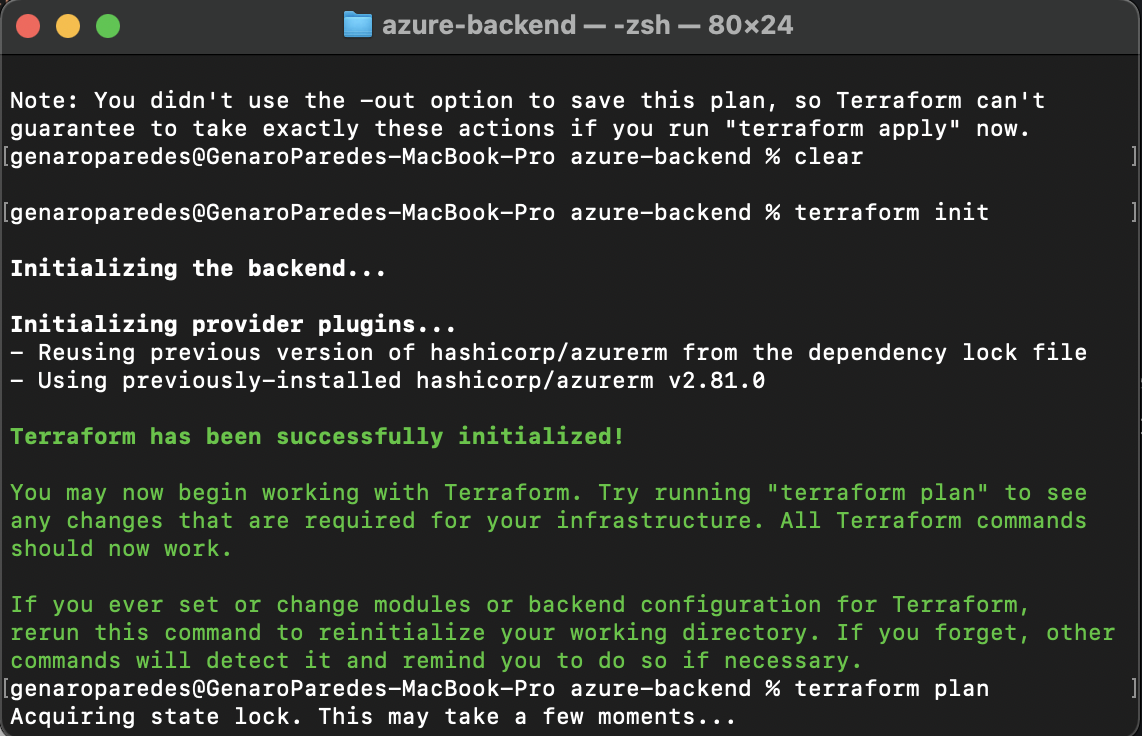 azure-backend — -zsh — 80×24
Note: You didn't use the -out option to save this plan, so Terraform can't
guarantee to take exactly these actions if you run "terraform apply" now.
[genaroparedes@GenaroParedes-MacBook-Pro azure-backend % clear ]
[genaroparedes@GenaroParedes-MacBook-Pro azure-backend % terraform init ]
Initializing the backend...
Initializing provider plugins...
- Reusing previous version of hashicorp/azurerm from the dependency lock file
- Using previously-installed hashicorp/azurerm v2.81.0
Terraform has been successfully initialized!
You may now begin working with Terraform. Try running "terraform plan" to see
any changes that are required for your infrastructure. All Terraform commands
should now work.
If you ever set or change modules or backend configuration for Terraform,
rerun this command to reinitialize your working directory. If you forget, other
commands will detect it and remind you to do so if necessary.
[genaroparedes@GenaroParedes-MacBook-Pro azure-backend % terraform plan ]
Acquiring state lock. This may take a few moments...